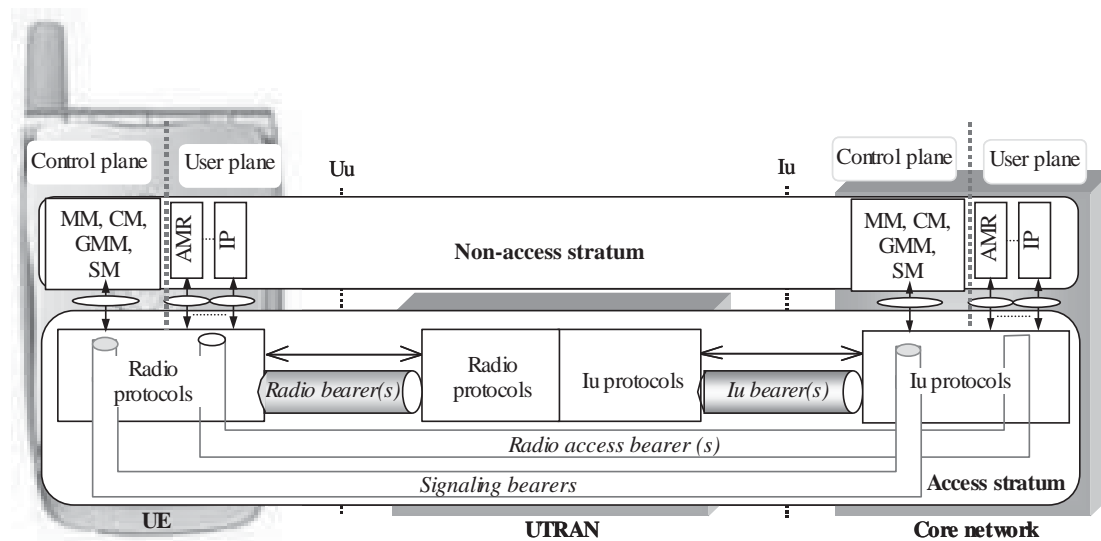 Control plane
User plane
Uu
Iu
Control plane
User plane
MM, CM,
GMM,
SM
AMR
IP
Non-access stratum
MM, CM,
GMM,
SM
AMR
IP
Radio
protocols
Radio bearer(s)
Radio
protocols
Iu protocols
Iu bearer(s)
Iu protocols
Radio access bearer (s)
Signaling bearers
Access stratum
UE
UTRAN
Core network